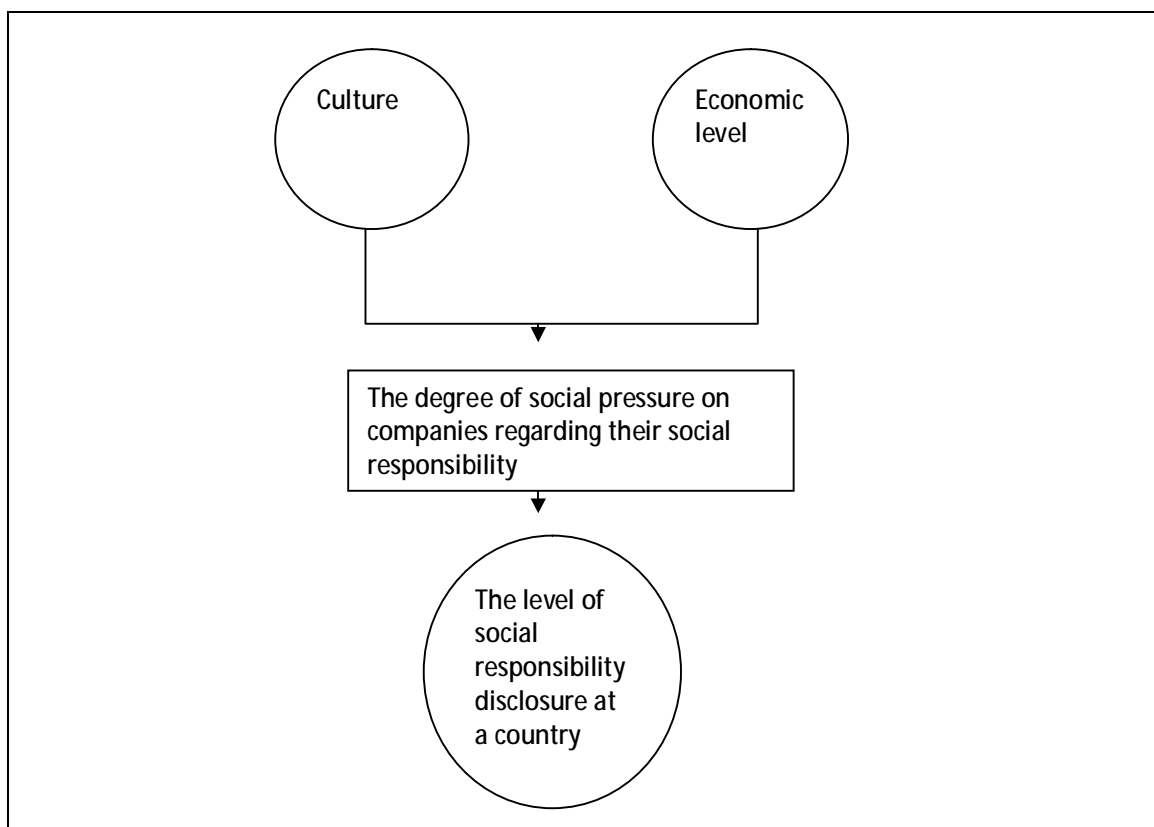 Culture
Economic
level
The degree of social pressure on
companies regarding their social
responsibility
The level of
social
responsibility
disclosure at
a country